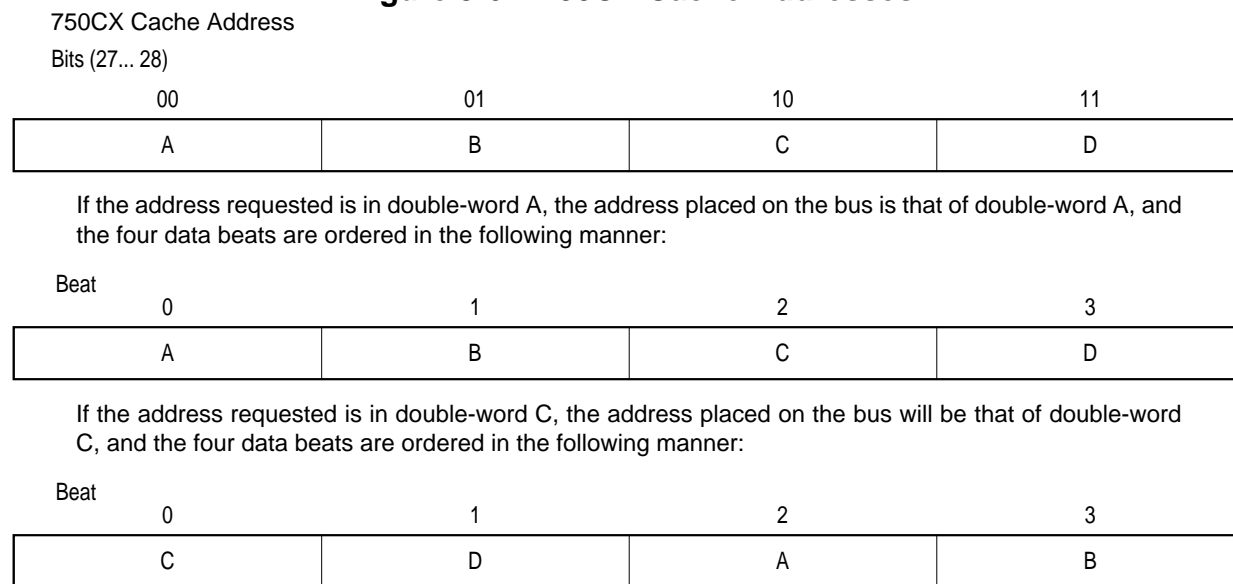 750CX Cache Address
Bits (27... 28)
00 01 10 11
A B C D
If the address requested is in double-word A, the address placed on the bus is that of double-word A, and
the four data beats are ordered in the following manner:
Beat
0 1 2 3
A B C D
If the address requested is in double-word C, the address placed on the bus will be that of double-word
C, and the four data beats are ordered in the following manner:
Beat
0 1 2 3
C D A B